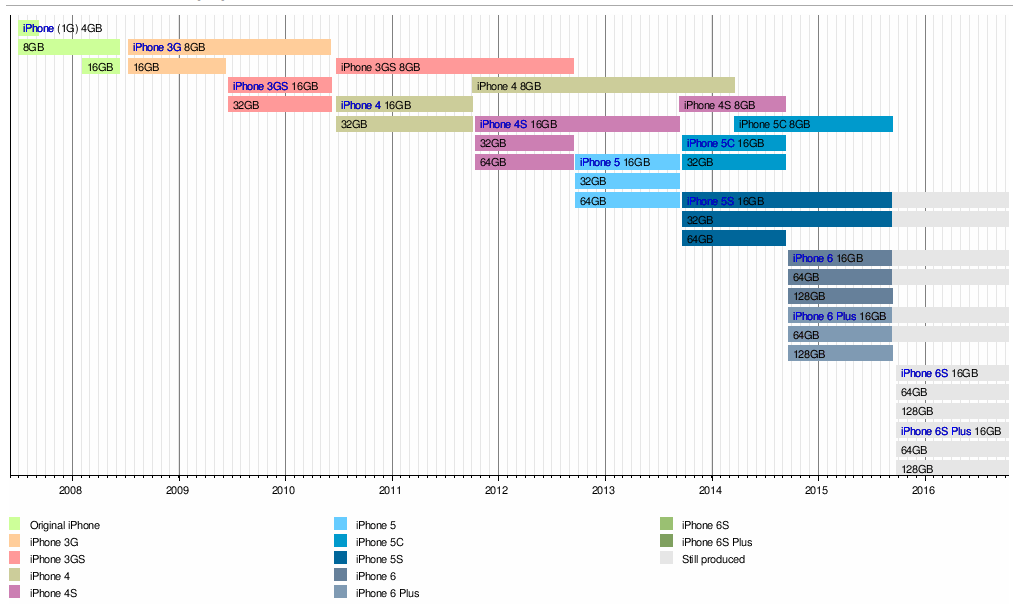 iPhone (1G) 4GB
8GB iPhone 3G 8GB
16GB 16GB iPhone 3GS 8GB
iPhone 3GS 16GB iPhone 4 8GB
32GB iPhone 4 16GB iPhone 4S 8GB
32GB iPhone 4S 16GB iPhone 5C 8GB
32GB iPhone 5C 16GB
64GB iPhone 5 16GB 32GB
32GB
64GB iPhone 5S 16GB
32GB
64GB
iPhone 6 16GB
64GB
128GB
iPhone 6 Plus 16GB
64GB
128GB
iPhone 6S 16GB
64GB
128GB
iPhone 6S Plus 16GB
64GB
128GB
2008 2009 2010 2011 2012 2013 2014 2015 2016
Original iPhone
iPhone 3G
iPhone 3GS
iPhone 4
iPhone 4S
iPhone 5
iPhone 5C
iPhone 5S
iPhone 6
iPhone 6 Plus
iPhone 6S
iPhone 6S Plus
Still produced